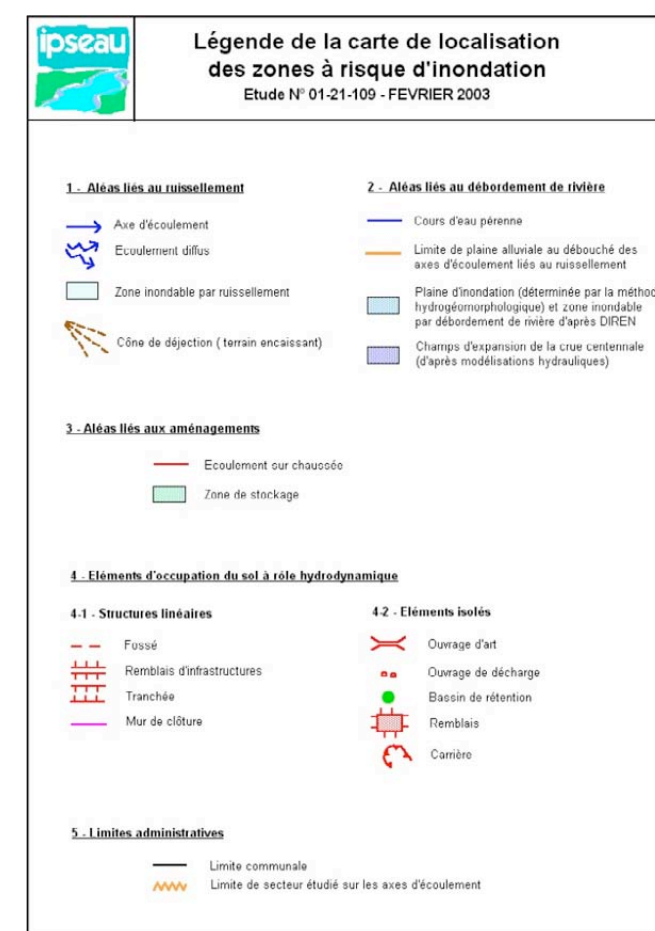 ipseau
Légende de la carte de localisation
des zones à risque d'inondation
Etude N° 01-21-109 - FEVRIER 2003
1 - Aléas liés au ruissellement
Axe d'écoulement
Ecoulement diffus
Zone inondable par ruissellement
Cône de déjection ( terrain encaissant)
2 - Aléas liés au débordement de rivière
Cours d'eau pérenne
Limite de plaine alluviale au débouché des
axes d'écoulement liés au ruissellement
Plaine d'inondation (déterminée par la méthod
hydrogéomorphologique) et zone inondable
par débordement de rivière d'après DIREN
Champs d'expansion de la crue centennale
(d'après modélisations hydrauliques)
3 - Aléas liés aux aménagements
Ecoulement sur chaussée
Zone de stockage
4 - Eléments d'occupation du sol à rôle hydrodynamique
4-1 - Structures linéaires
Fossé
Remblais d'infrastructures
Tranchée
Mur de clôture
4-2 - Eléments isolés
Ouvrage d'art
Ouvrage de décharge
Bassin de rétention
Remblais
Carrière
5 - Limites administratives
Limite communale
Limite de secteur étudié sur les axes d'écoulement